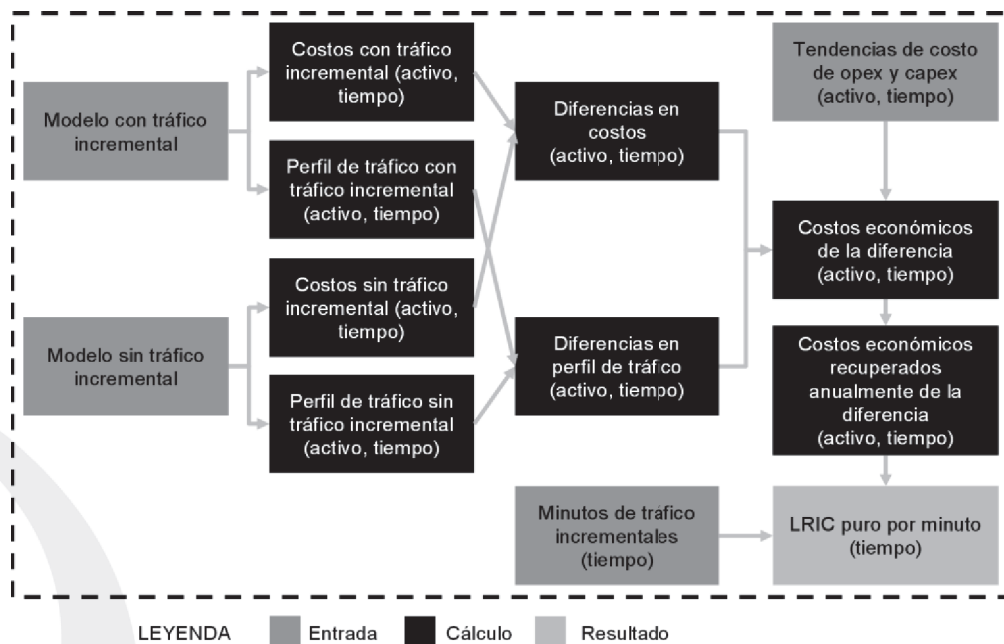 Modelo con tráfico
incremental
Modelo sin tráfico
incremental
Costos con tráfico
incremental (activo,
tiempo)
Perfil de tráfico con
tráfico incremental
(activo, tiempo)
Costos sin tráfico
incremental (activo,
tiempo)
Perfil de tráfico sin
tráfico incremental
(activo, tiempo)
Diferencias en
costos
(activo, tiempo)
Diferencias en
perfil de tráfico
(activo, tiempo)
Minutos de tráfico
incrementales
(tiempo)
Tendencias de costo
de opex y capex
(activo, tiempo)
Costos económicos
de la diferencia
(activo, tiempo)
Costos económicos
recuperados
anualmente de la
diferencia
(activo, tiempo)
LRIC puro por minuto
(tiempo)
LEYENDA
Entrada
Cálculo
Resultado